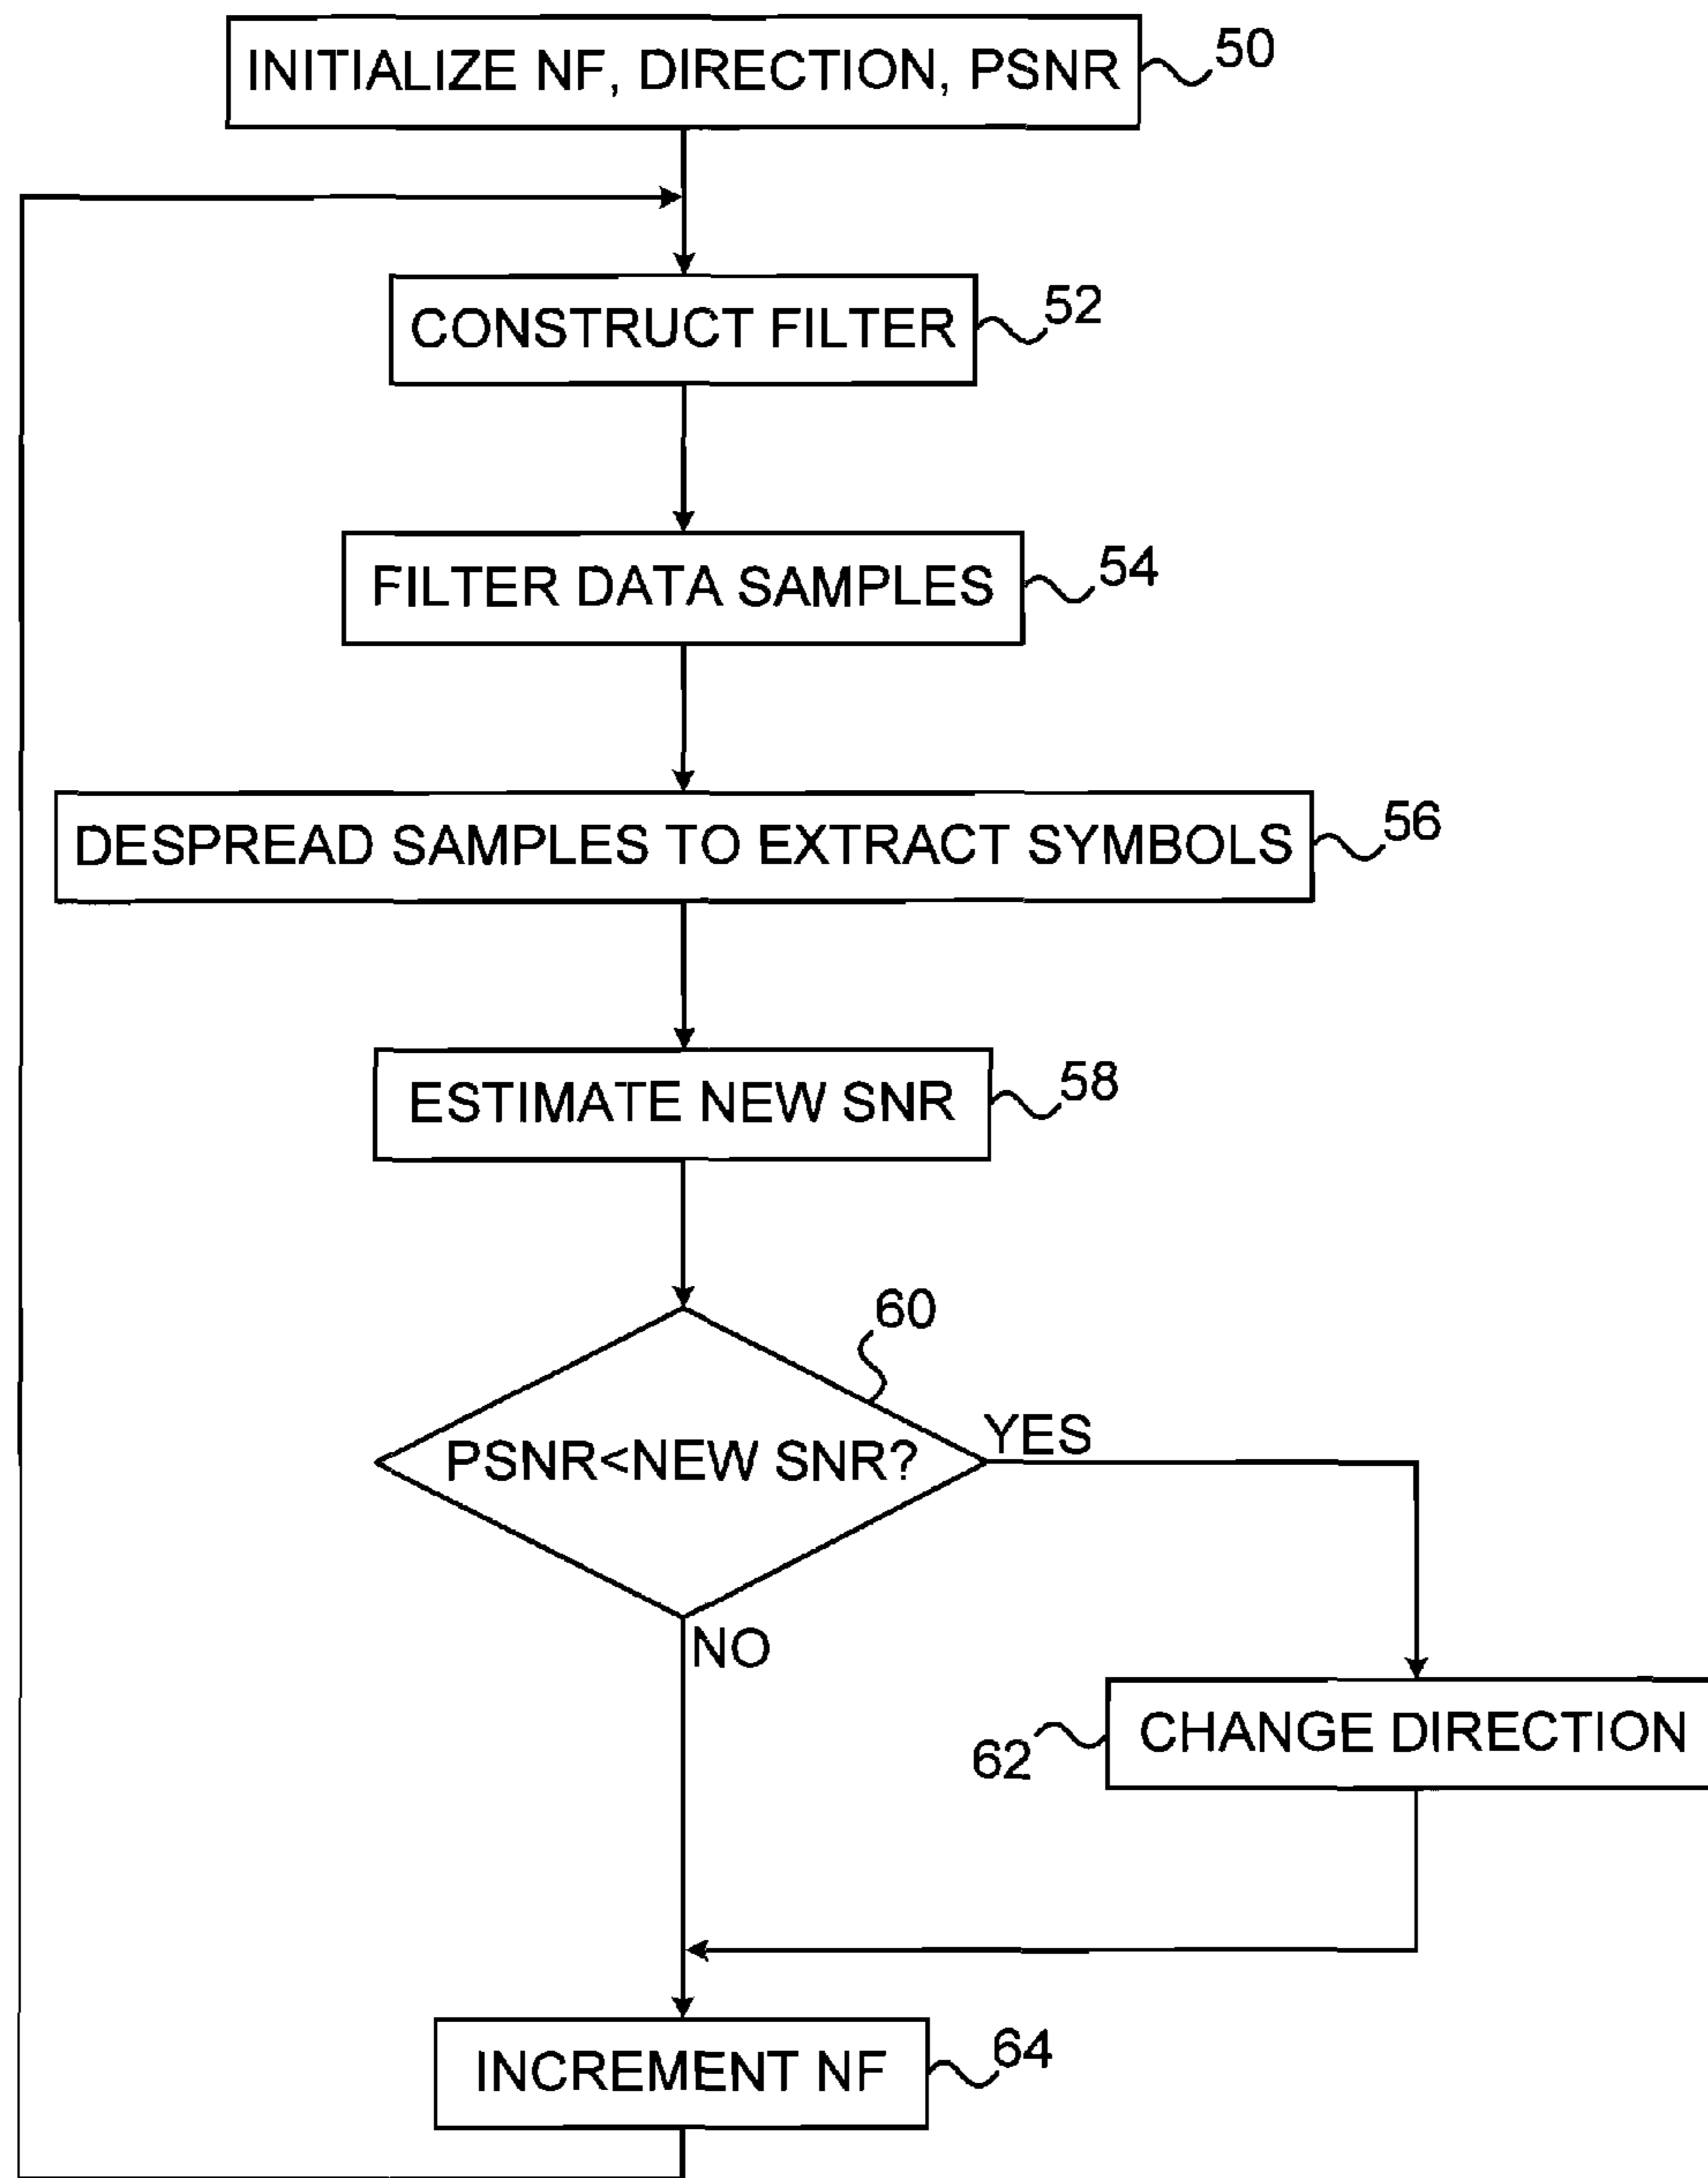 INITIALIZE NF, DIRECTION, PSNR
50
CONSTRUCT FILTER
52
FILTER DATA SAMPLES
54
DESPREAD SAMPLES TO EXTRACT SYMBOLS
56
ESTIMATE NEW SNR
58
60
PSNR<NEW SNR?
YES
NO
CHANGE DIRECTION
62
INCREMENT NF
64